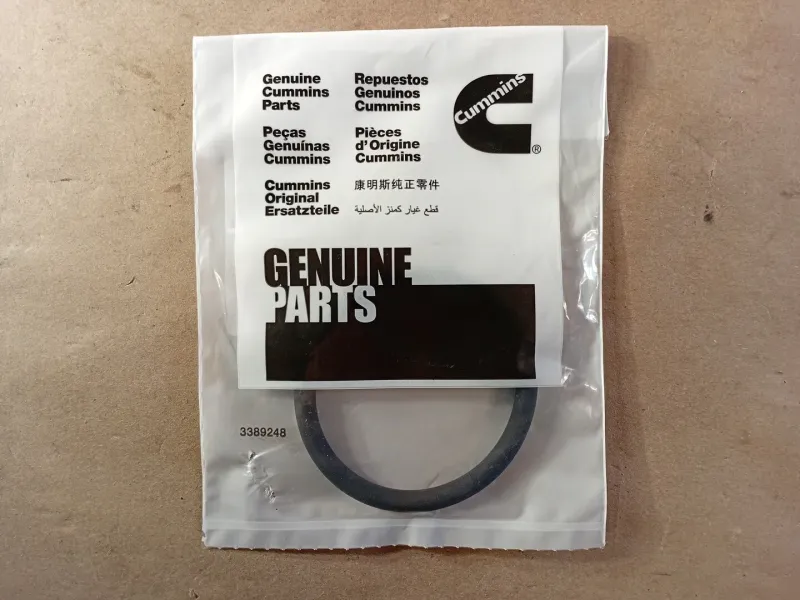 Genuine
Cummins
Parts
Repuestos
Genuinos
Cummins
Peças
Genuínas
Cummins
Pièces
d'Origine
Cummins
Cummins
Original
Ersatzteile
康明斯纯正零件
قطع غيار كمنز الأصلية
Cummins
®
GENUINE
PARTS
3389248